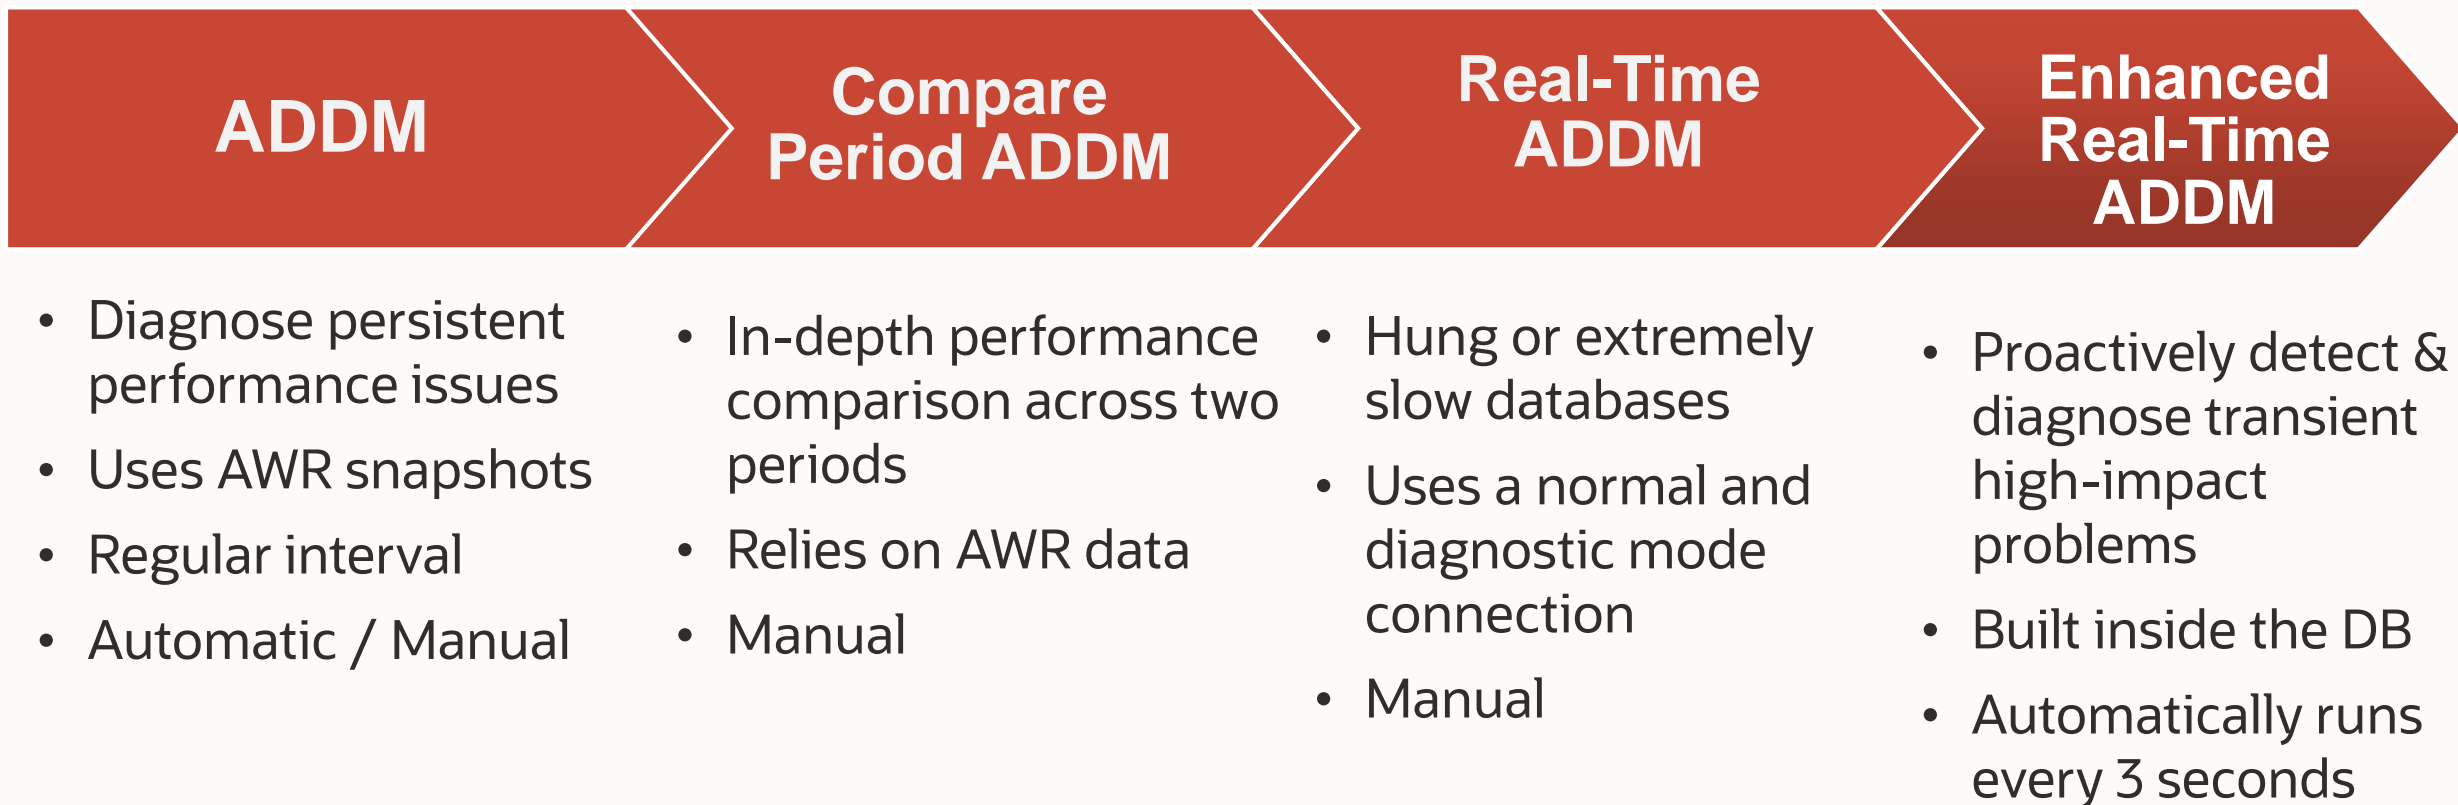 ADDM
Compare
Period ADDM
Real-Time
ADDM
Enhanced
Real-Time
ADDM
• Diagnose persistent
performance issues
• Uses AWR snapshots
• Regular interval
• Automatic / Manual
• In-depth performance
comparison across two
periods
• Relies on AWR data
• Manual
• Hung or extremely
slow databases
• Uses a normal and
diagnostic mode
connection
• Manual
• Proactively detect &
diagnose transient
high-impact
problems
• Built inside the DB
• Automatically runs
every 3 seconds